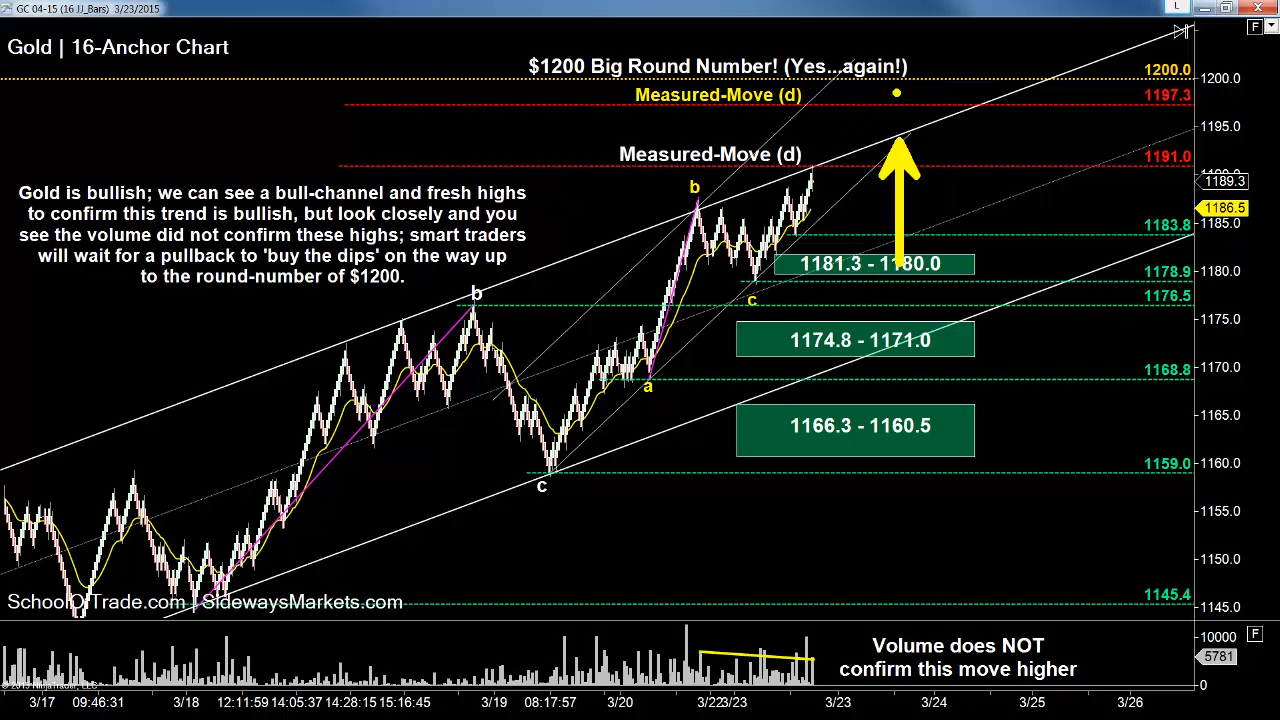 GC 04-15 (16 JJ_Bars) 3/23/2015
L
F
Gold | 16-Anchor Chart
$1200 Big Round Number! (Yes...again!)
1200.0
1200.0
Measured-Move (d)
1197.3
1195.0
Measured-Move (d)
1191.0
1190.0
1189.3
b
Gold is bullish; we can see a bull-channel and fresh highs
to confirm this trend is bullish, but look closely and you
see the volume did not confirm these highs; smart traders
will wait for a pullback to 'buy the dips' on the way up
to the round-number of $1200.
1186.5
1185.0
1183.8
1181.3 - 1180.0
1180.0
1178.9
b
c
1176.5
1175.0
1174.8 - 1171.0
1170.0
1168.8
a
1165.0
1166.3 - 1160.5
1159.0
1160.0
c
1155.0
1150.0
1145.4
1145.0
SchoolOfTrade.com | SidewaysMarkets.com
F
10000
Volume does NOT
confirm this move higher
5781
0
© 2015 NinjaTrader, LLC
3/17 09:46:31 3/18 12:11:59 14:05:37 14:28:15 15:16:45 3/19 08:17:57 3/20 3/22 3/23 3/23 3/24 3/25 3/26